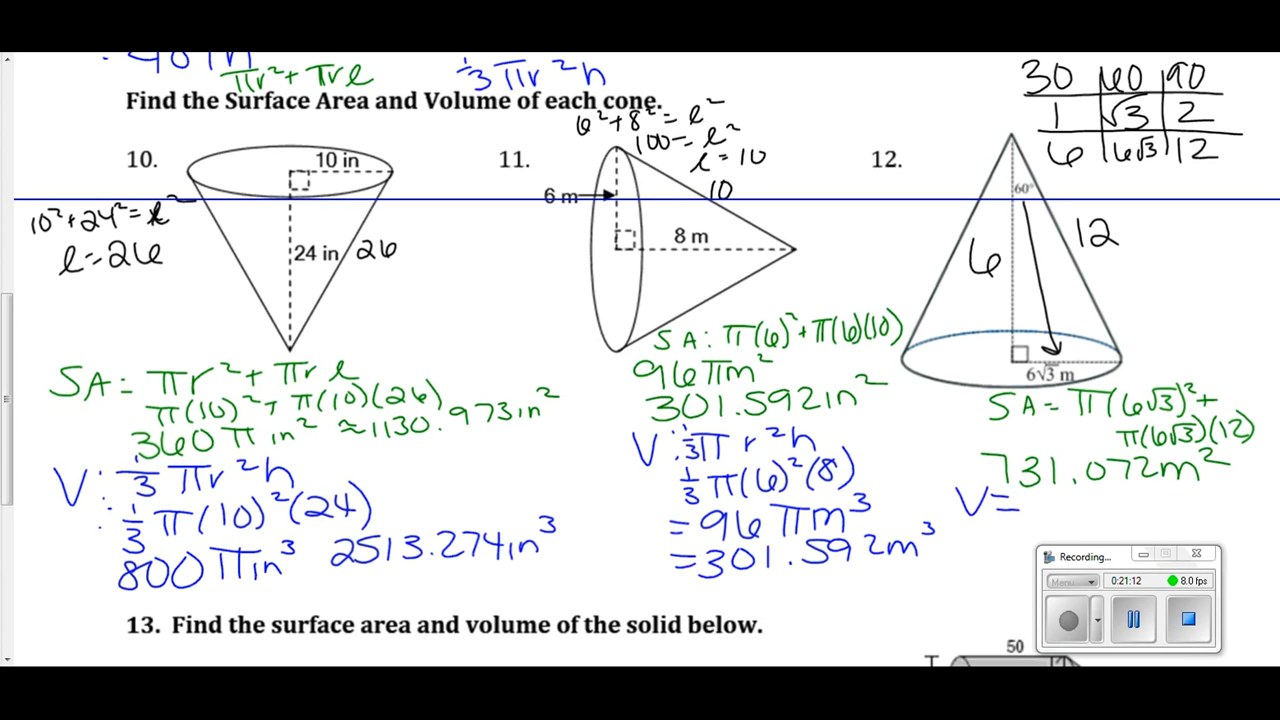 πr² + πrl
⅓πr²h
Find the Surface Area and Volume of each cone.
30 60 90
1 √3 2
6 6√3 12
10.
10 in
24 in
26
10² + 24² = l²
l = 26
SA = πr² + πrl
π(10)² + π(10)(26)
360π in² ≈ 1130.973 in²
V: ⅓πr²h
⅓π(10)²(24)
800π in³ 2513.274 in³
11.
6² + 8² = l²
100 = l²
l = 10
10
6 m
8 m
SA: π(6)² + π(6)(10)
96π m²
301.592 in²
V: ⅓πr²h
⅓π(6)²(8)
= 96π m³
= 301.592 m³
12.
60°
6
12
6√3 m
SA = π(6√3)² +
π(6√3)(12)
731.072 m²
V =
13. Find the surface area and volume of the solid below.
50
Recording...
Menu
0:21:12
8.0 fps